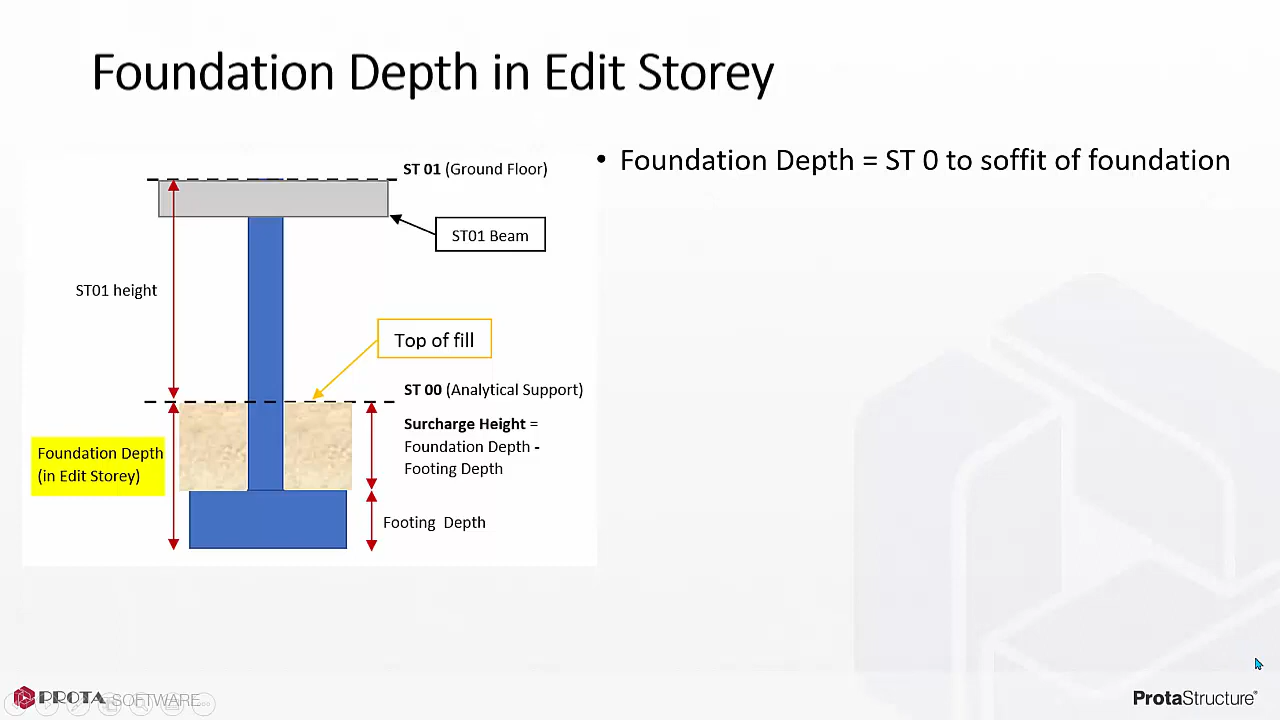 Foundation Depth in Edit Storey
• Foundation Depth = ST 0 to soffit of foundation
ST 01 (Ground Floor)
ST01 Beam
ST01 height
Top of fill
ST 00 (Analytical Support)
Surcharge Height =
Foundation Depth -
Footing Depth
Foundation Depth
(in Edit Storey)
Footing Depth
PROTA SOFTWARE
ProtaStructure®